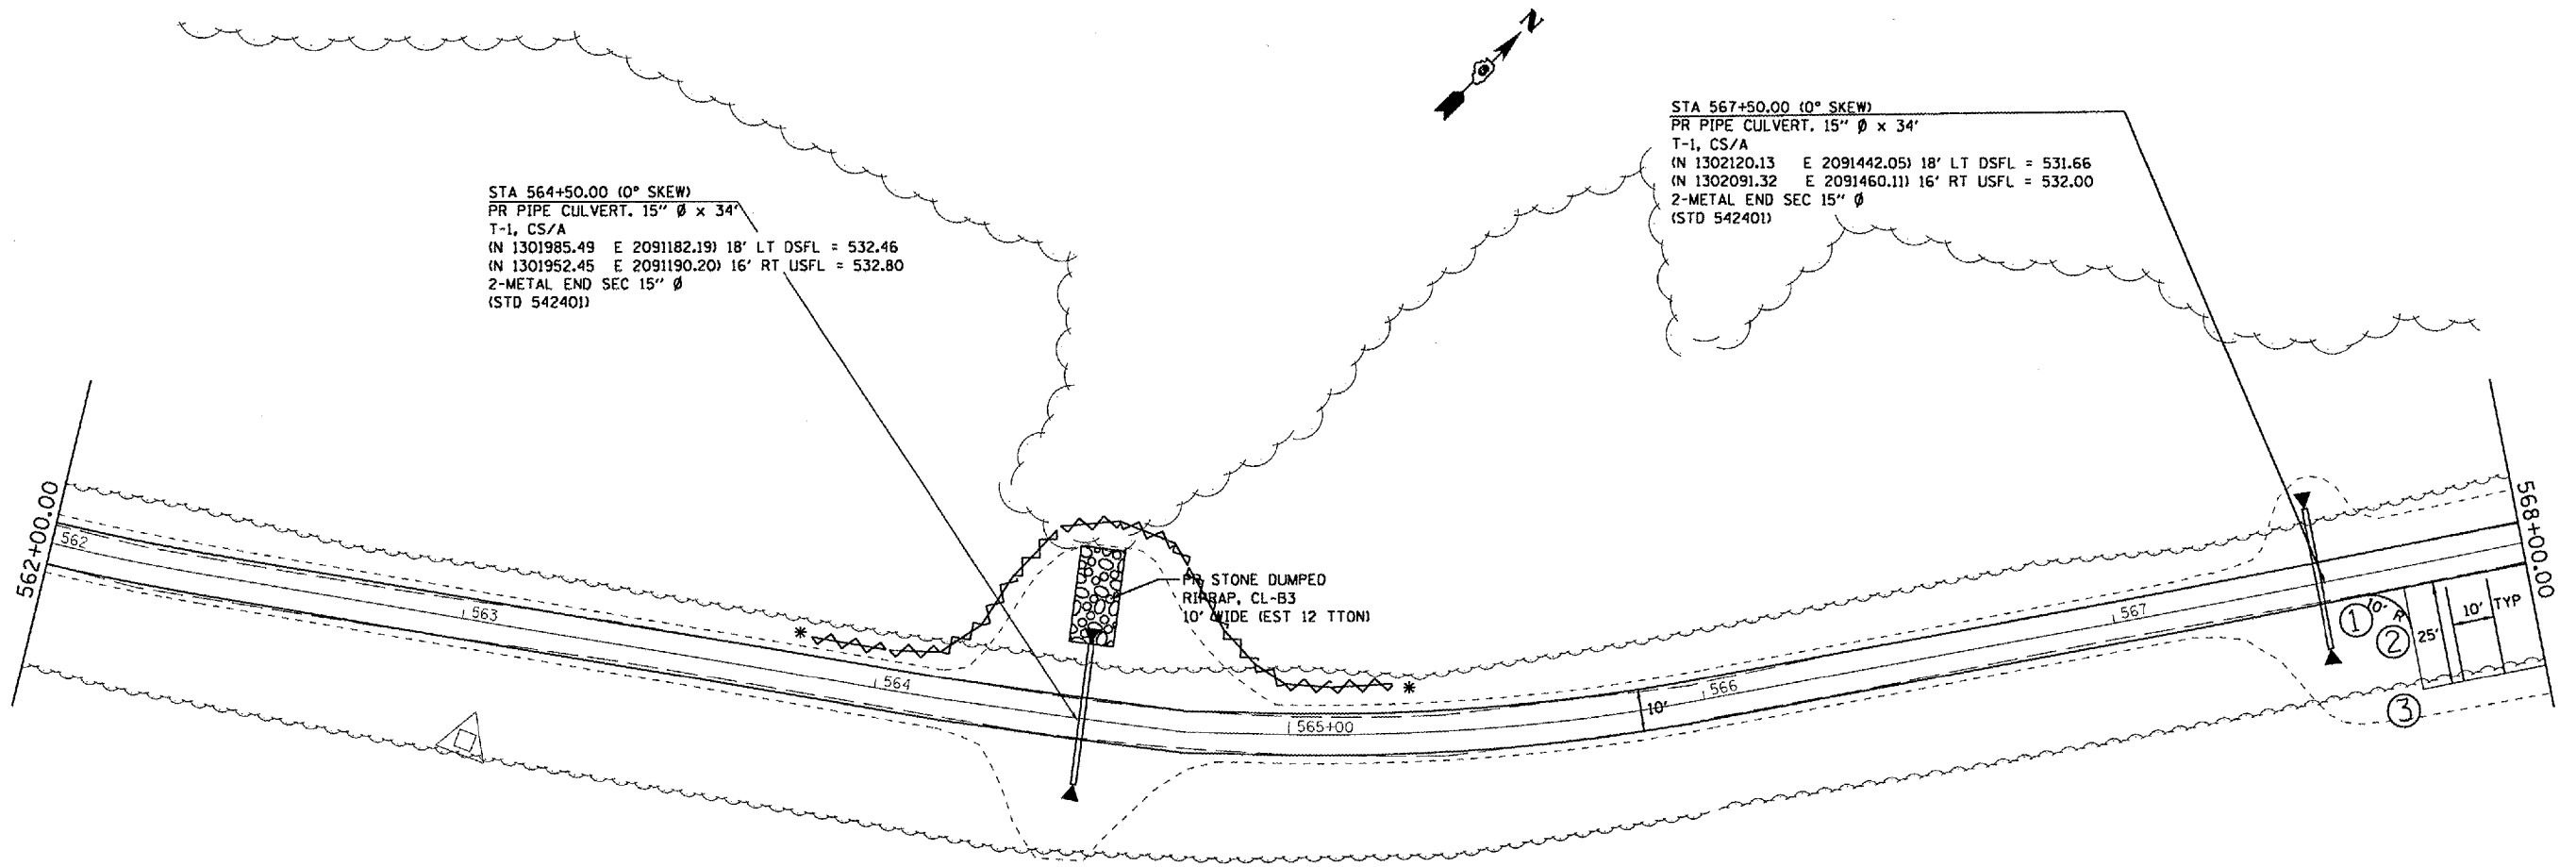 N
STA 567+50.00 (0° SKEW)
PR PIPE CULVERT, 15" Ø x 34'
T-1, CS/A
(N 1302120.13 E 2091442.05) 18' LT DSFL = 531.66
(N 1302091.32 E 2091460.11) 16' RT USFL = 532.00
2-METAL END SEC 15" Ø
(STD 542401)
STA 564+50.00 (0° SKEW)
PR PIPE CULVERT, 15" Ø x 34'
T-1, CS/A
(N 1301985.49 E 2091182.19) 18' LT DSFL = 532.46
(N 1301952.45 E 2091190.20) 16' RT USFL = 532.80
2-METAL END SEC 15" Ø
(STD 542401)
562+00.00
562
563
564
565+00
566
567
568+00.00
PR STONE DUMPED
RIPRAP, CL-B3
10' WIDE (EST 12 TTON)
*
*
10'
1
10' R
2
25'
10' TYP
3